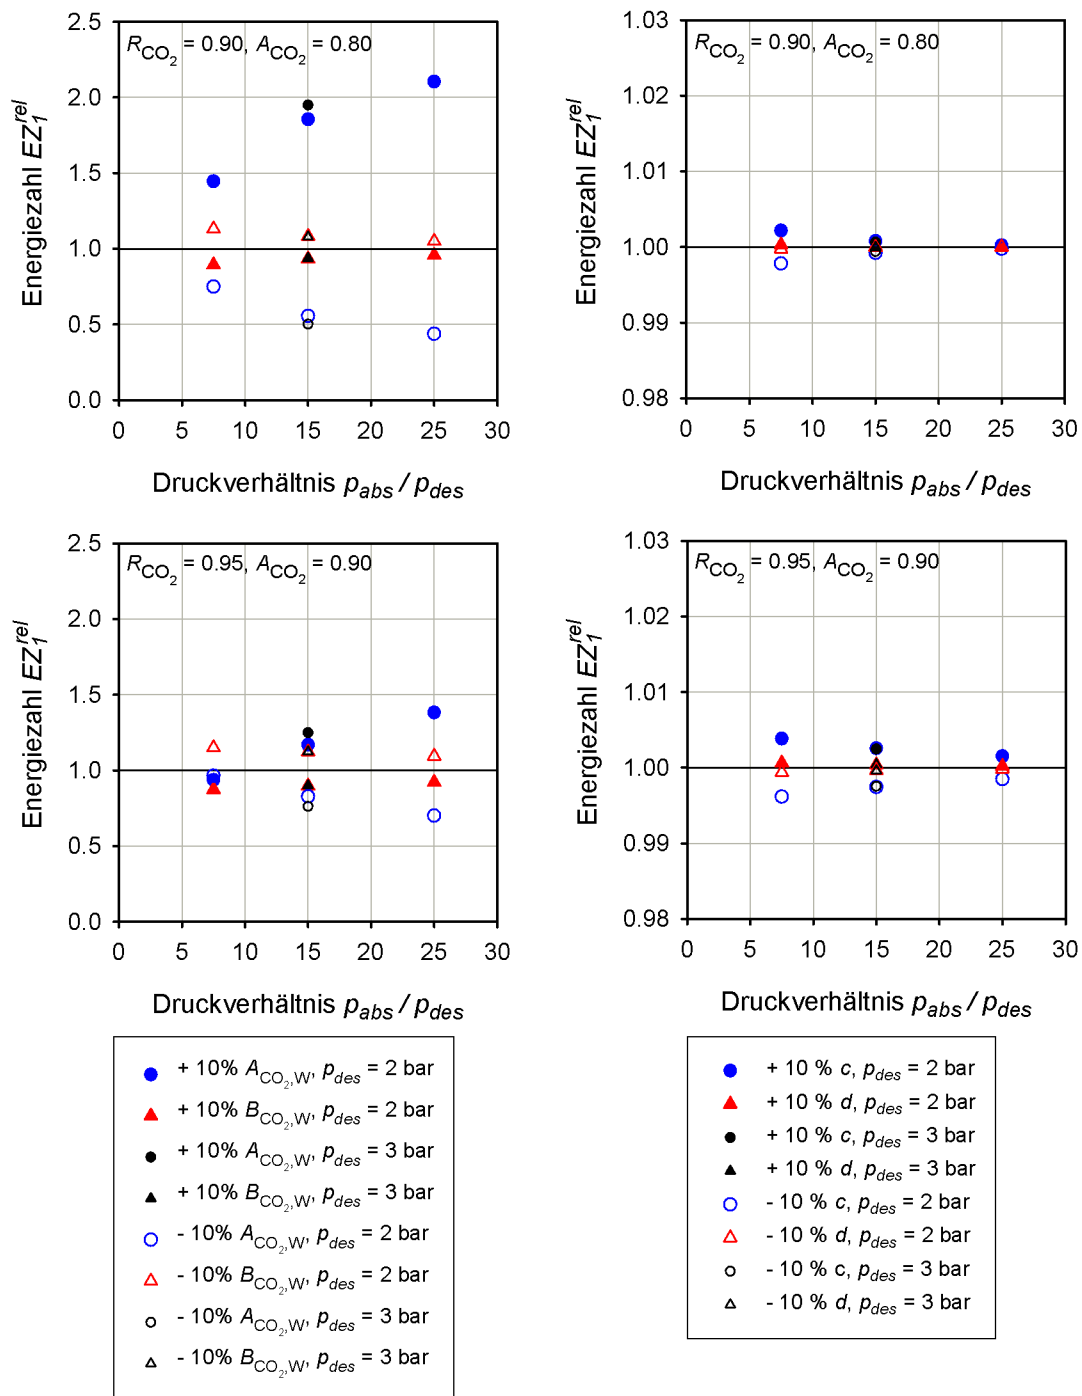 R_CO2 = 0.90, A_CO2 = 0.80
2.5
2.0
1.5
1.0
0.5
0.0
0 5 10 15 20 25 30
Energiezahl EZ_1^rel
Druckverhältnis p_abs / p_des
R_CO2 = 0.90, A_CO2 = 0.80
1.03
1.02
1.01
1.00
0.99
0.98
0 5 10 15 20 25 30
Energiezahl EZ_1^rel
Druckverhältnis p_abs / p_des
R_CO2 = 0.95, A_CO2 = 0.90
2.5
2.0
1.5
1.0
0.5
0.0
0 5 10 15 20 25 30
Energiezahl EZ_1^rel
Druckverhältnis p_abs / p_des
R_CO2 = 0.95, A_CO2 = 0.90
1.03
1.02
1.01
1.00
0.99
0.98
0 5 10 15 20 25 30
Energiezahl EZ_1^rel
Druckverhältnis p_abs / p_des
+ 10% A_CO2,W, p_des = 2 bar
+ 10% B_CO2,W, p_des = 2 bar
+ 10% A_CO2,W, p_des = 3 bar
+ 10% B_CO2,W, p_des = 3 bar
- 10% A_CO2,W, p_des = 2 bar
- 10% B_CO2,W, p_des = 2 bar
- 10% A_CO2,W, p_des = 3 bar
- 10% B_CO2,W, p_des = 3 bar
+ 10 % c, p_des = 2 bar
+ 10 % d, p_des = 2 bar
+ 10 % c, p_des = 3 bar
+ 10 % d, p_des = 3 bar
- 10 % c, p_des = 2 bar
- 10 % d, p_des = 2 bar
- 10 % c, p_des = 3 bar
- 10 % d, p_des = 3 bar